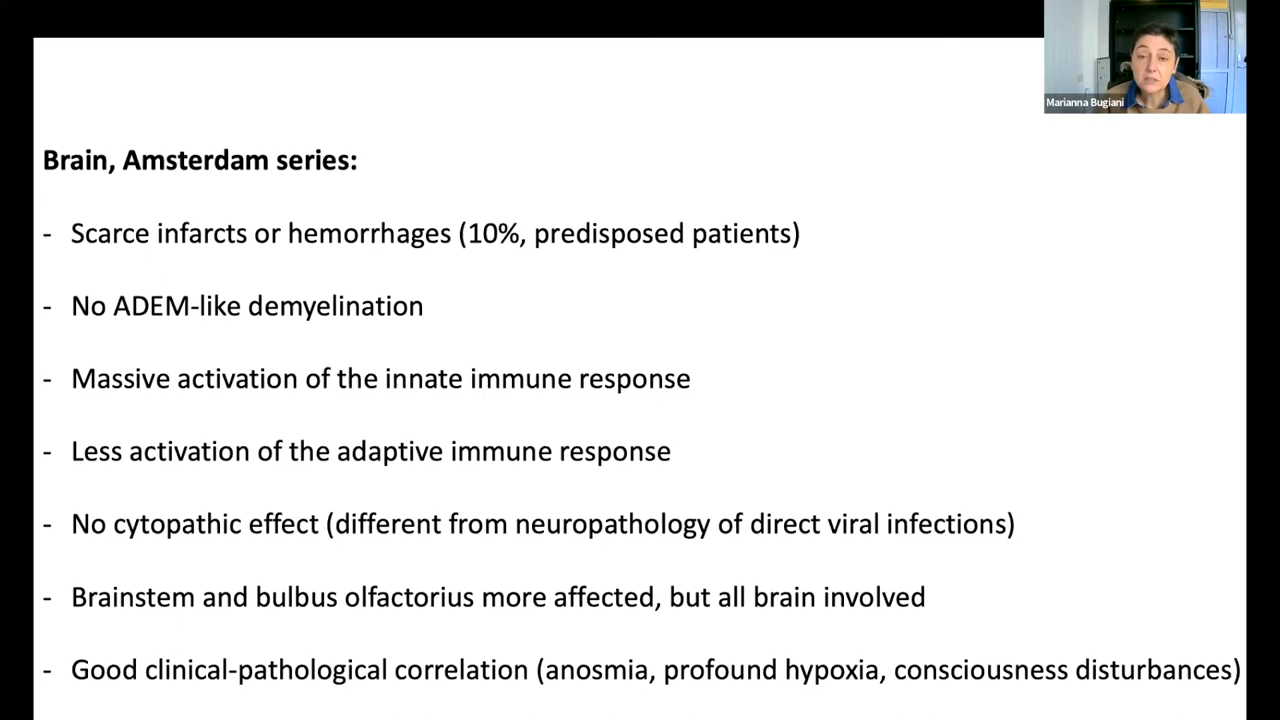 Marianna Bugiani
Brain, Amsterdam series:
- Scarce infarcts or hemorrhages (10%, predisposed patients)
- No ADEM-like demyelination
- Massive activation of the innate immune response
- Less activation of the adaptive immune response
- No cytopathic effect (different from neuropathology of direct viral infections)
- Brainstem and bulbus olfactorius more affected, but all brain involved
- Good clinical-pathological correlation (anosmia, profound hypoxia, consciousness disturbances)